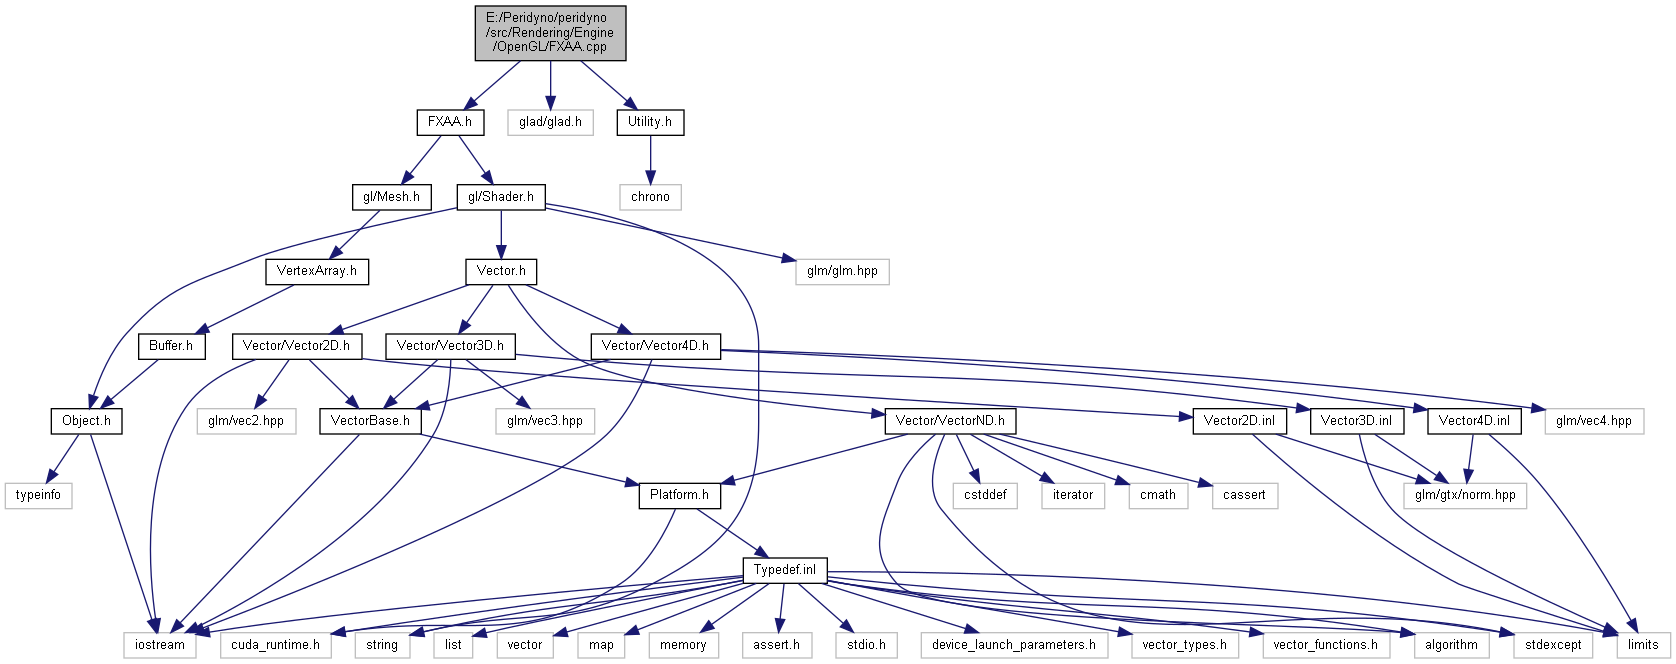 E:/Peridyno/peridyno
/src/Rendering/Engine
/OpenGL/FXAA.cpp
FXAA.h
glad/glad.h
Utility.h
gl/Mesh.h
gl/Shader.h
chrono
VertexArray.h
Vector.h
glm/glm.hpp
Buffer.h
Vector/Vector2D.h
Vector/Vector3D.h
Vector/Vector4D.h
Object.h
glm/vec2.hpp
VectorBase.h
glm/vec3.hpp
Vector/VectorND.h
Vector2D.inl
Vector3D.inl
Vector4D.inl
glm/vec4.hpp
typeinfo
Platform.h
cstddef
iterator
cmath
cassert
glm/gtx/norm.hpp
Typedef.inl
iostream
cuda_runtime.h
string
list
vector
map
memory
assert.h
stdio.h
device_launch_parameters.h
vector_types.h
vector_functions.h
algorithm
stdexcept
limits